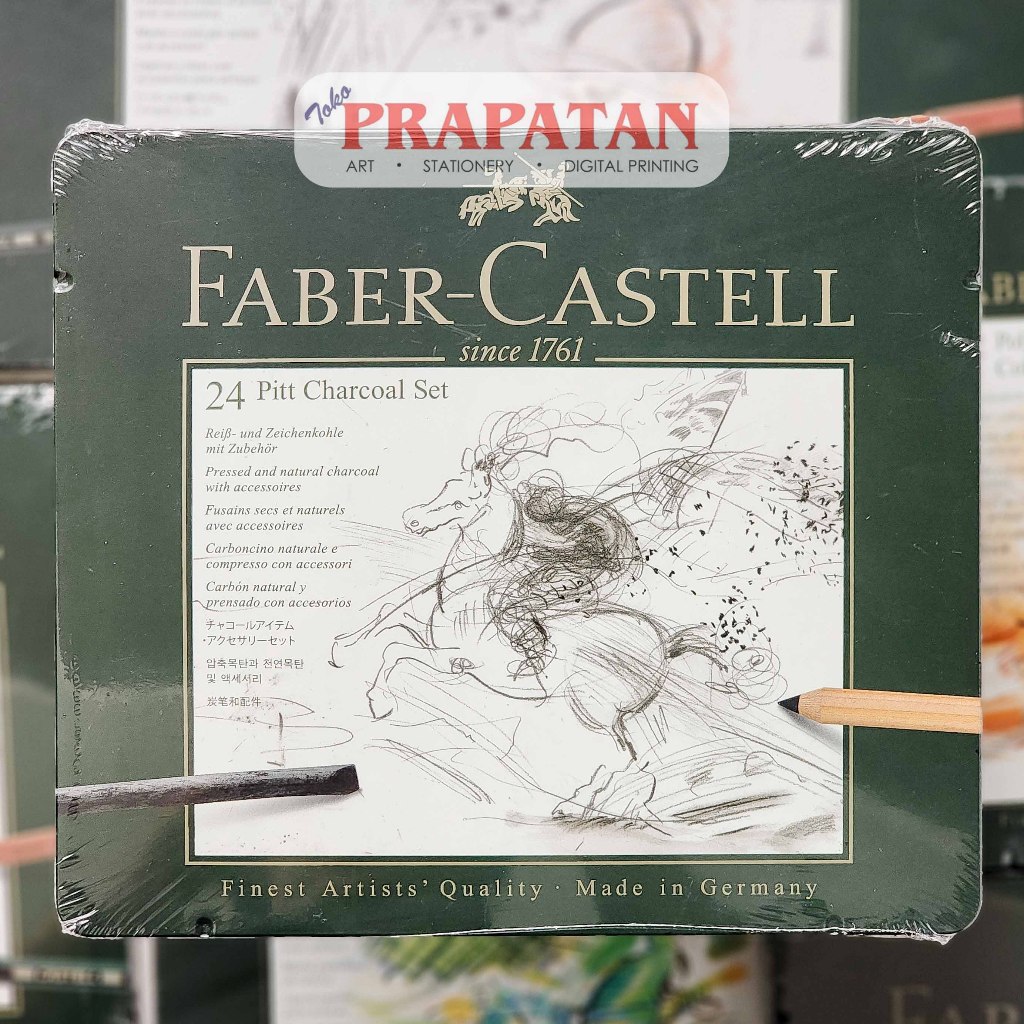 Toko
PRAPATAN
ART • STATIONERY • DIGITAL PRINTING
FABER-CASTELL
since 1761
24 Pitt Charcoal Set
Reiß- und Zeichenkohle
mit Zubehör
Pressed and natural charcoal
with accessoires
Fusains secs et naturels
avec accessoires
Carboncino naturale e
compresso con accessori
Carbón natural y
prensado con accesorios
チャコールアイテム
・アクセサリーセット
압축목탄과 천연목탄
및 액세서리
炭笔和配件
Finest Artists' Quality · Made in Germany